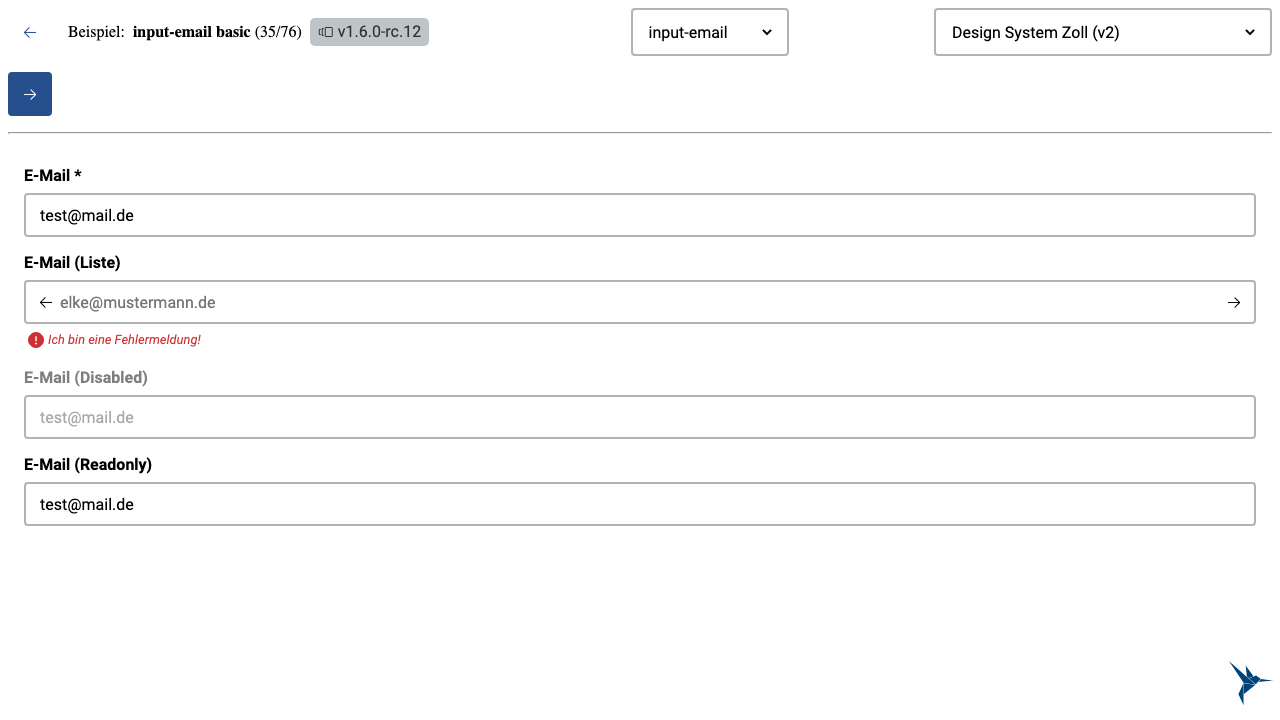 Beispiel: input-email basic (35/76) v1.6.0-rc.12 input-email Design System Zoll (v2)
E-Mail *
test@mail.de
E-Mail (Liste)
elke@mustermann.de
Ich bin eine Fehlermeldung!
E-Mail (Disabled)
test@mail.de
E-Mail (Readonly)
test@mail.de